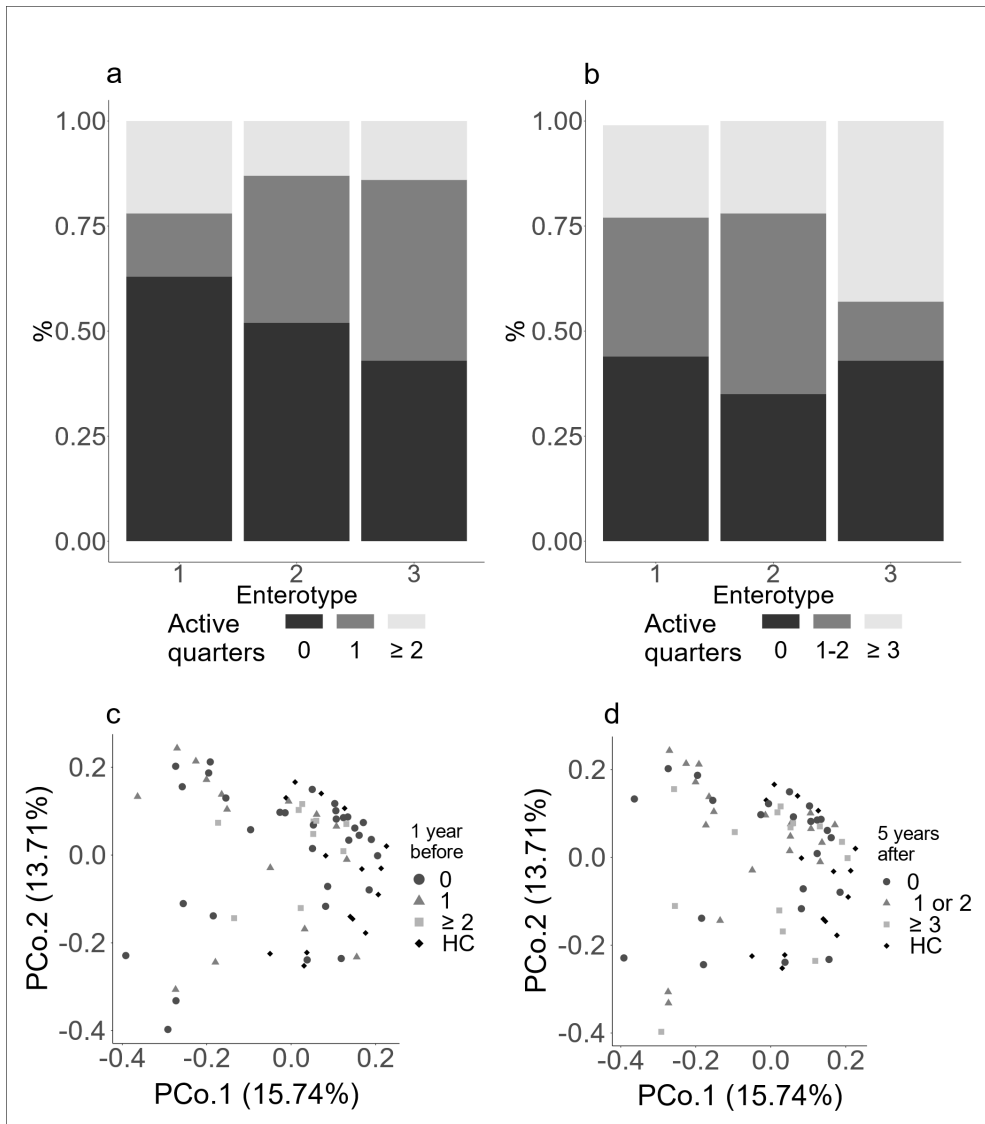 a
1.00
0.75
%
0.50
0.25
0.00
1 2 3
Enterotype
Active
quarters
0 1 ≥ 2
b
1.00
0.75
%
0.50
0.25
0.00
1 2 3
Enterotype
Active
quarters
0 1-2 ≥ 3
c
0.2
0.0
-0.2
-0.4
PCo.2 (13.71%)
-0.4 -0.2 0.0 0.2
PCo.1 (15.74%)
1 year
before
0
1
≥ 2
HC
d
0.2
0.0
-0.2
-0.4
PCo.2 (13.71%)
-0.4 -0.2 0.0 0.2
PCo.1 (15.74%)
5 years
after
0
1 or 2
≥ 3
HC